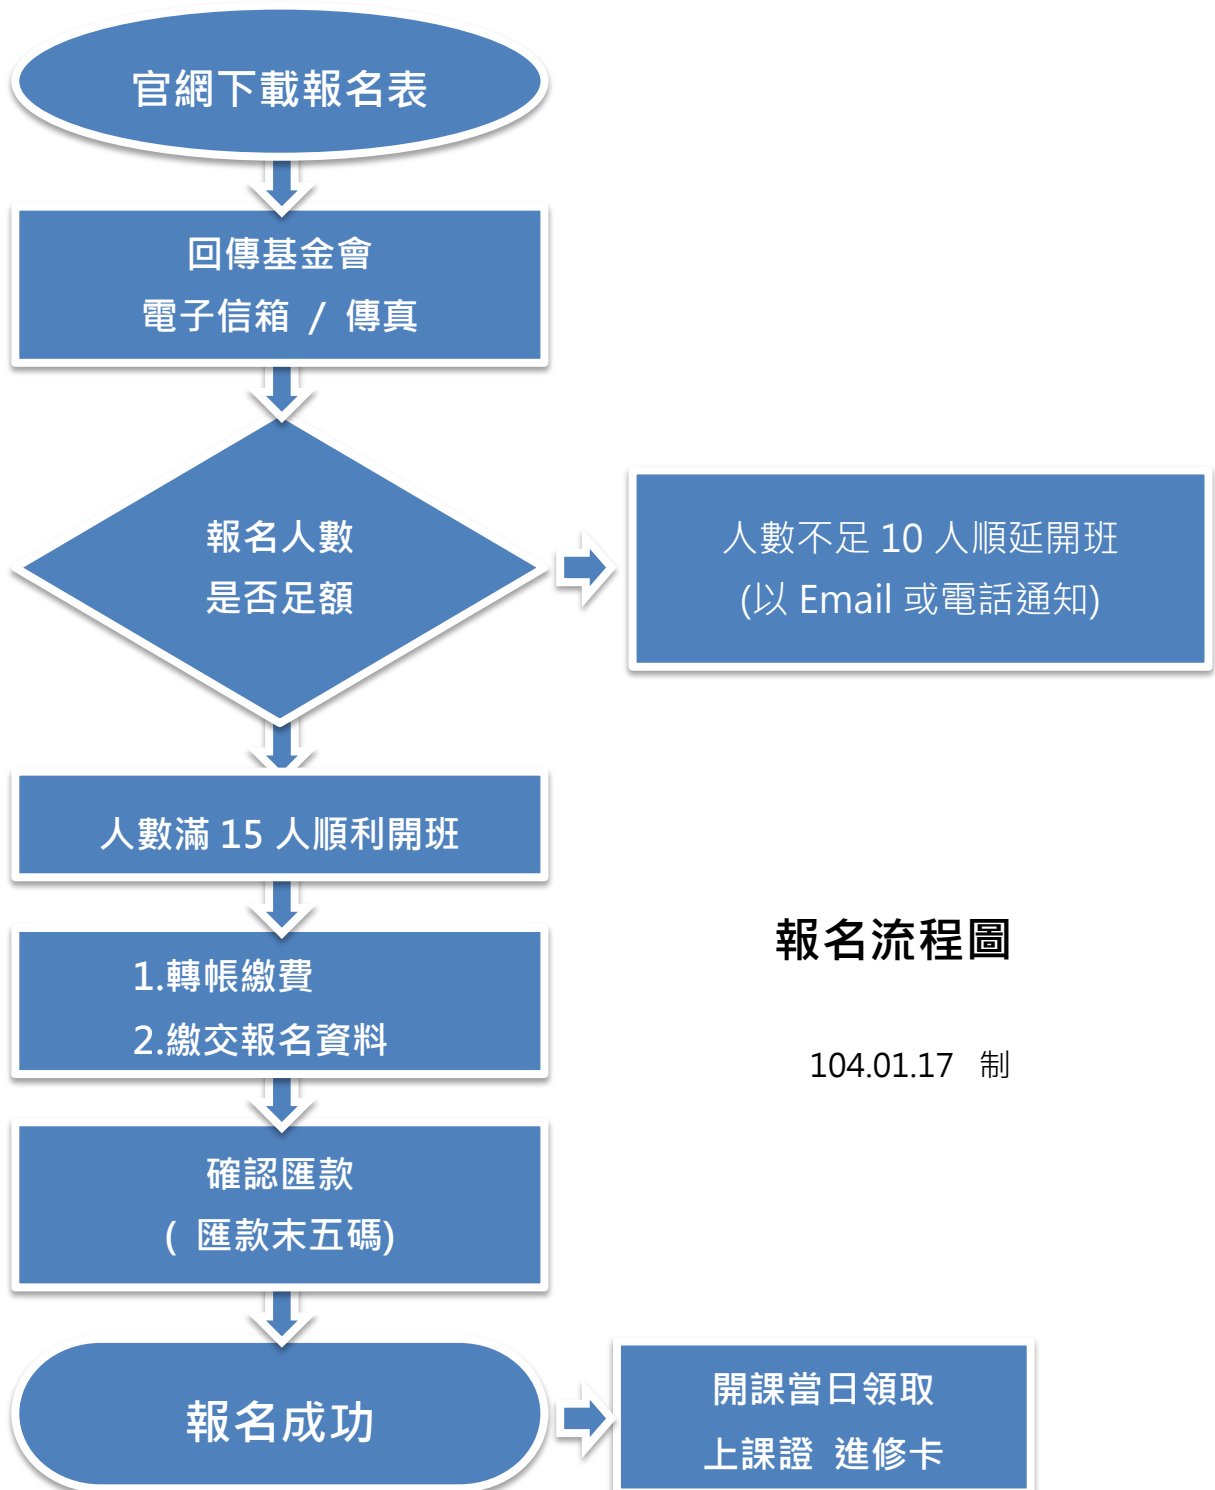 官網下載報名表
回傳基金會
電子信箱 / 傳真
報名人數
是否足額
人數不足 10 人順延開班
(以 Email 或電話通知)
人數滿 15 人順利開班
1.轉帳繳費
2.繳交報名資料
報名流程圖
104.01.17 制
確認匯款
( 匯款末五碼)
報名成功
開課當日領取
上課證 進修卡